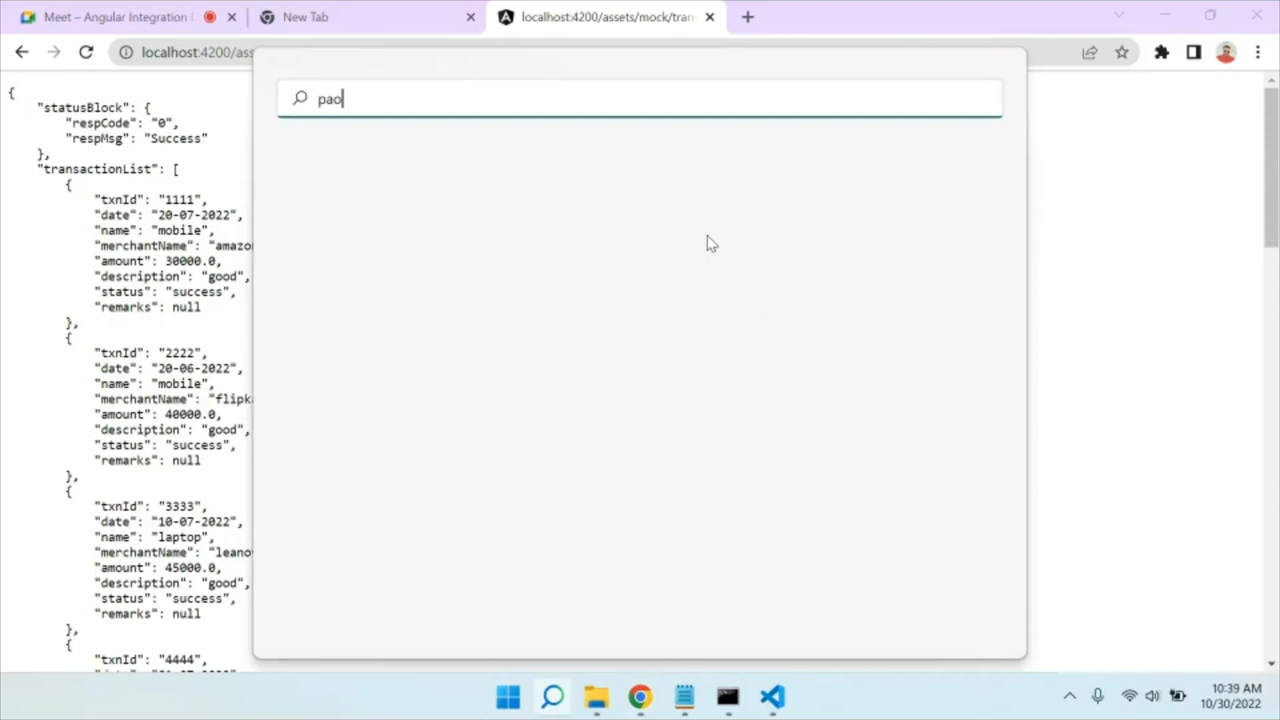 Meet – Angular Integration
New Tab
localhost:4200/assets/mock/tran
localhost:4200/ass
pao
{
"statusBlock": {
"respCode": "0",
"respMsg": "Success"
},
"transactionList": [
{
"txnId": "1111",
"date": "20-07-2022",
"name": "mobile",
"merchantName": "amazo
"amount": 30000.0,
"description": "good",
"status": "success",
"remarks": null
},
{
"txnId": "2222",
"date": "20-06-2022",
"name": "mobile",
"merchantName": "flipka
"amount": 40000.0,
"description": "good",
"status": "success",
"remarks": null
},
{
"txnId": "3333",
"date": "10-07-2022",
"name": "laptop",
"merchantName": "leano
"amount": 45000.0,
"description": "good",
"status": "success",
"remarks": null
},
{
"txnId": "4444",
10:39 AM
10/30/2022